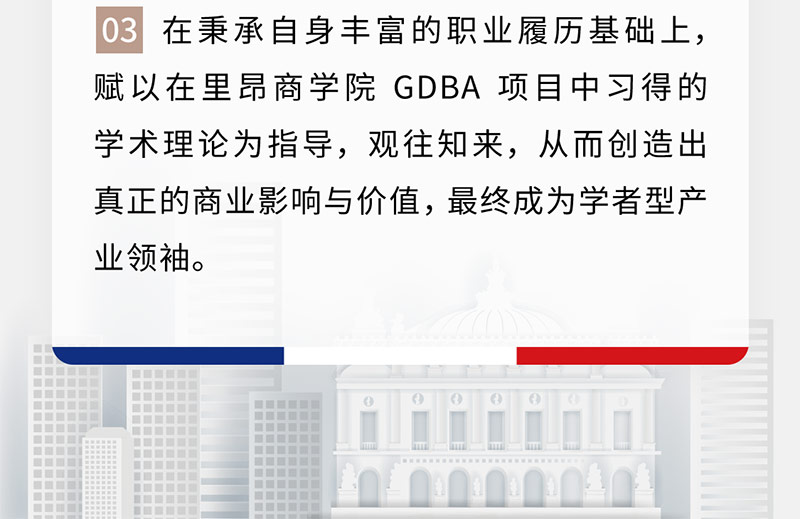 03 在秉承自身丰富的职业履历基础上，
赋以在里昂商学院 GDBA 项目中习得的
学术理论为指导，观往知来，从而创造出
真正的商业影响与价值，最终成为学者型产
业领袖。